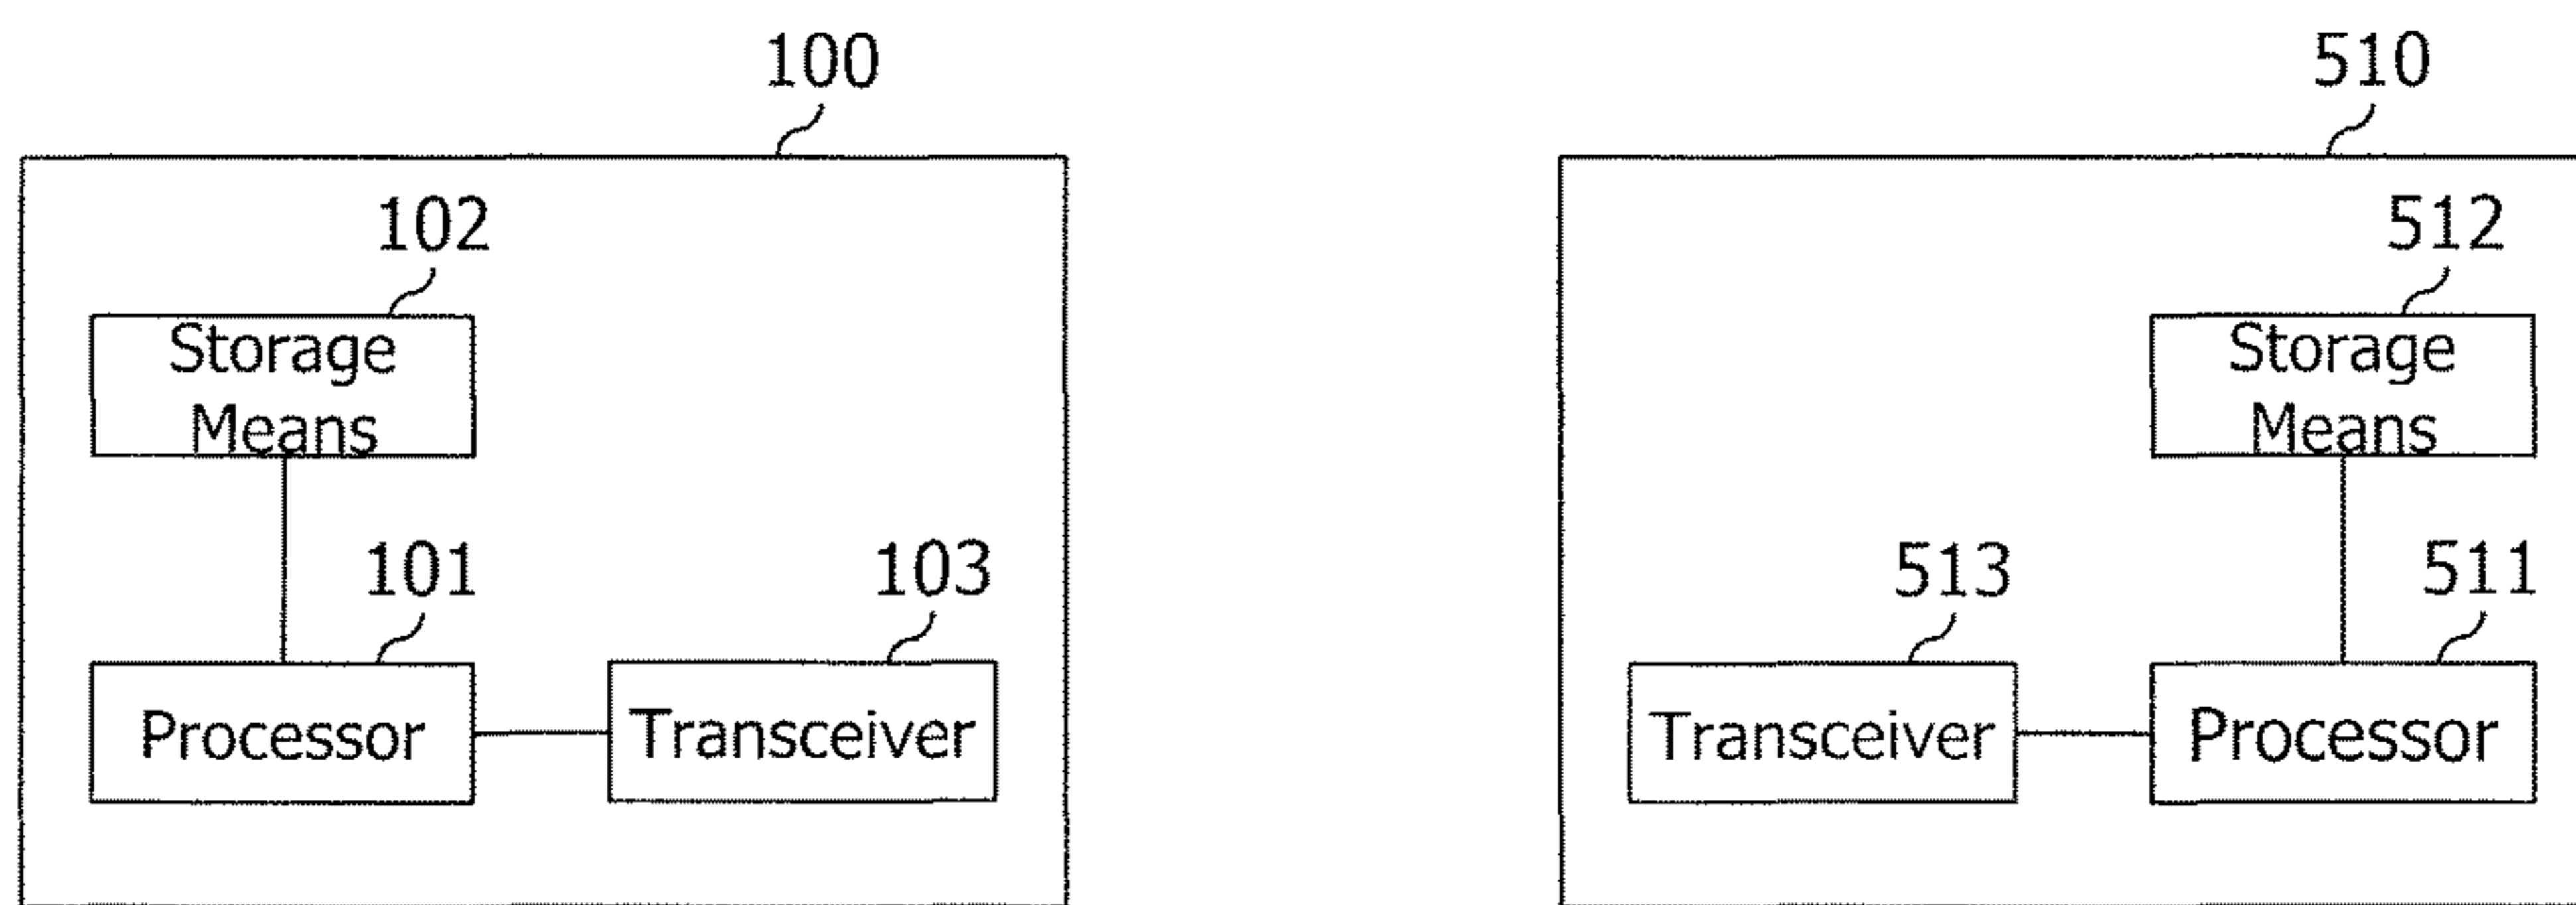 100
102
Storage
Means
101
103
Processor
Transceiver
510
512
Storage
Means
513
511
Transceiver
Processor